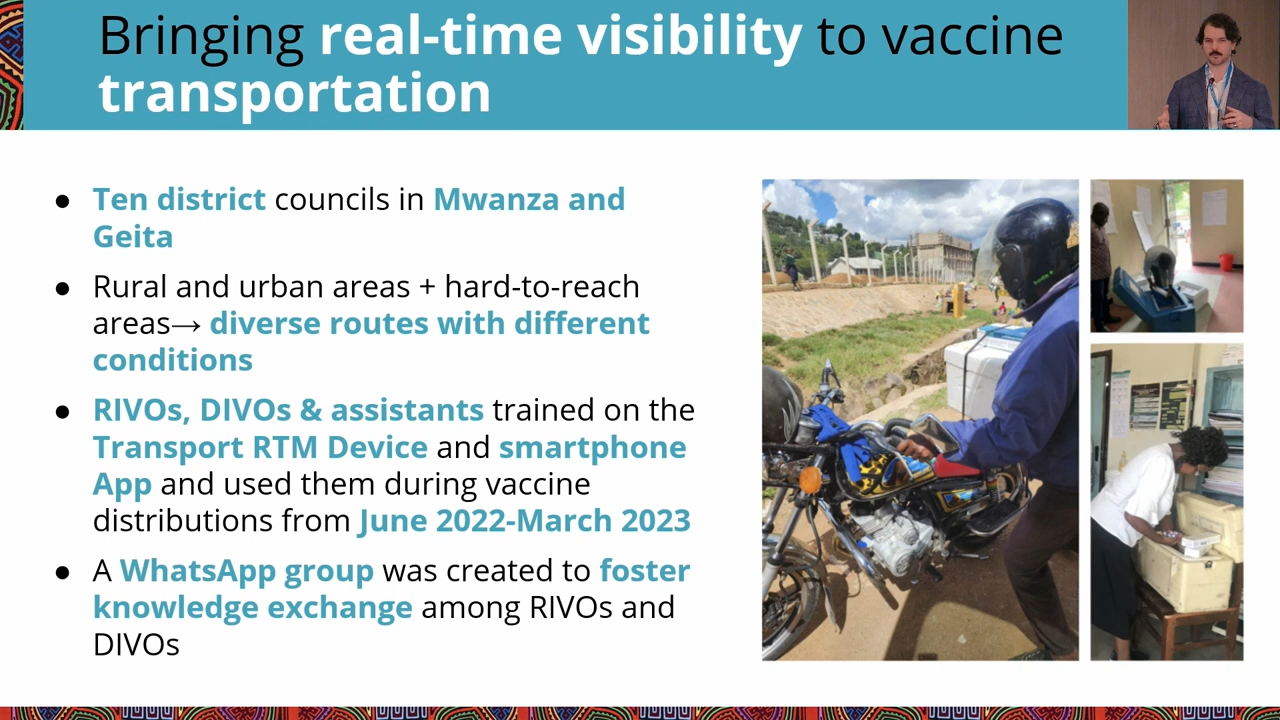 Bringing real-time visibility to vaccine
transportation
● Ten district councils in Mwanza and
Geita
● Rural and urban areas + hard-to-reach
areas→ diverse routes with different
conditions
● RIVOs, DIVOs & assistants trained on the
Transport RTM Device and smartphone
App and used them during vaccine
distributions from June 2022-March 2023
● A WhatsApp group was created to foster
knowledge exchange among RIVOs and
DIVOs